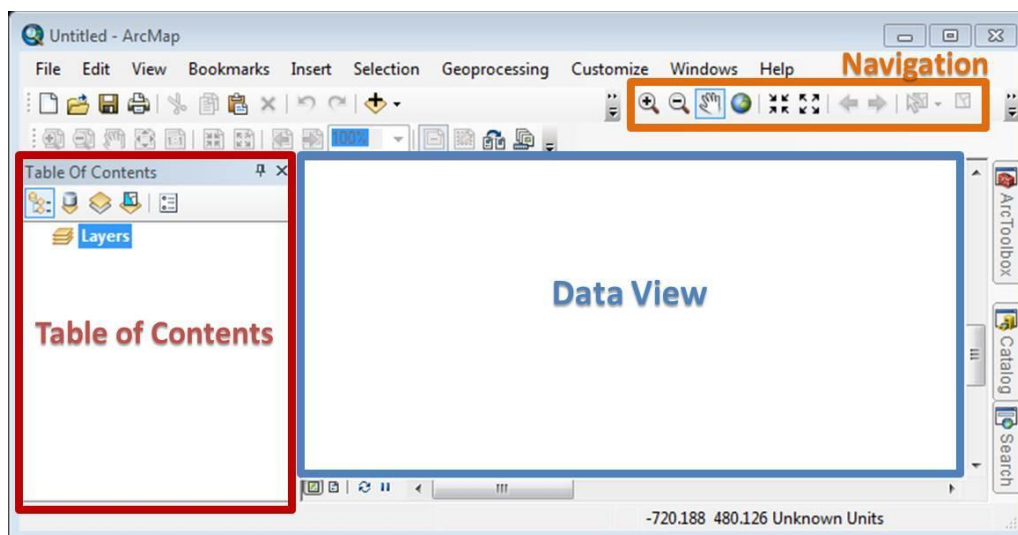 Untitled - ArcMap
File Edit View Bookmarks Insert Selection Geoprocessing Customize Windows Help
Navigation
100%
Table Of Contents
Layers
Table of Contents
Data View
ArcToolbox
Catalog
Search
-720.188 480.126 Unknown Units